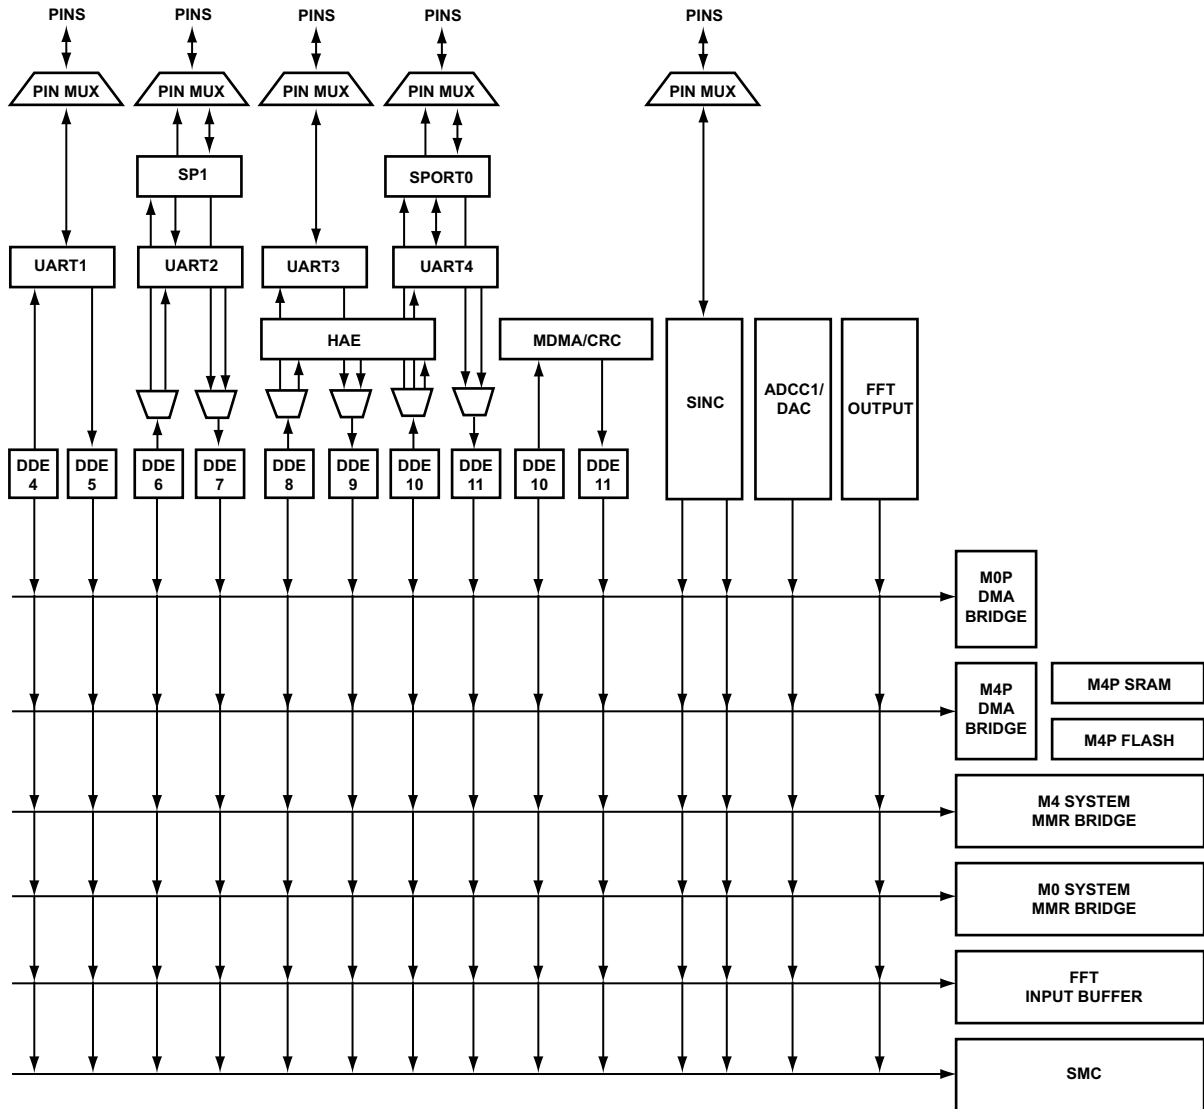 PINS PINS PINS PINS PINS
PIN MUX PIN MUX PIN MUX PIN MUX PIN MUX
SP1 SPORT0
UART1 UART2 UART3 UART4
HAE MDMA/CRC
SINC
ADCC1/
DAC
FFT
OUTPUT
DDE
4
DDE
5
DDE
6
DDE
7
DDE
8
DDE
9
DDE
10
DDE
11
DDE
10
DDE
11
M0P
DMA
BRIDGE
M4P
DMA
BRIDGE
M4P SRAM
M4P FLASH
M4 SYSTEM
MMR BRIDGE
M0 SYSTEM
MMR BRIDGE
FFT
INPUT BUFFER
SMC